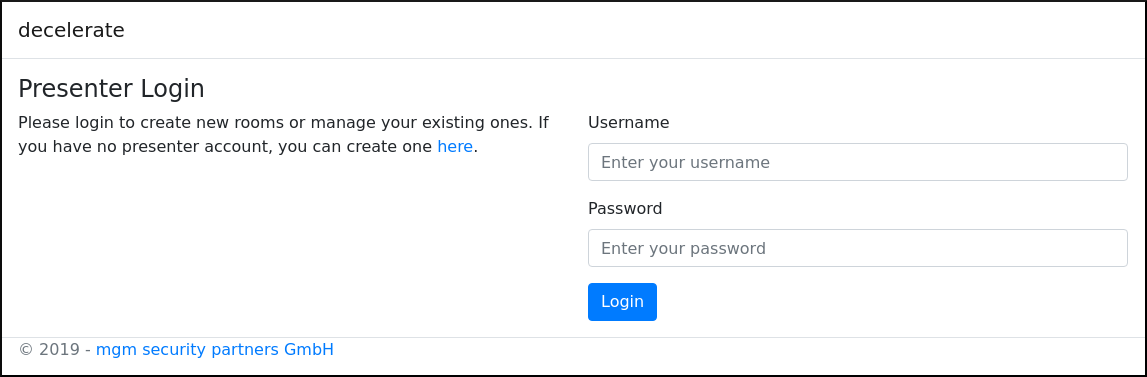 decelerate
Presenter Login
Please login to create new rooms or manage your existing ones. If
you have no presenter account, you can create one here.
Username
Enter your username
Password
Enter your password
Login
© 2019 - mgm security partners GmbH